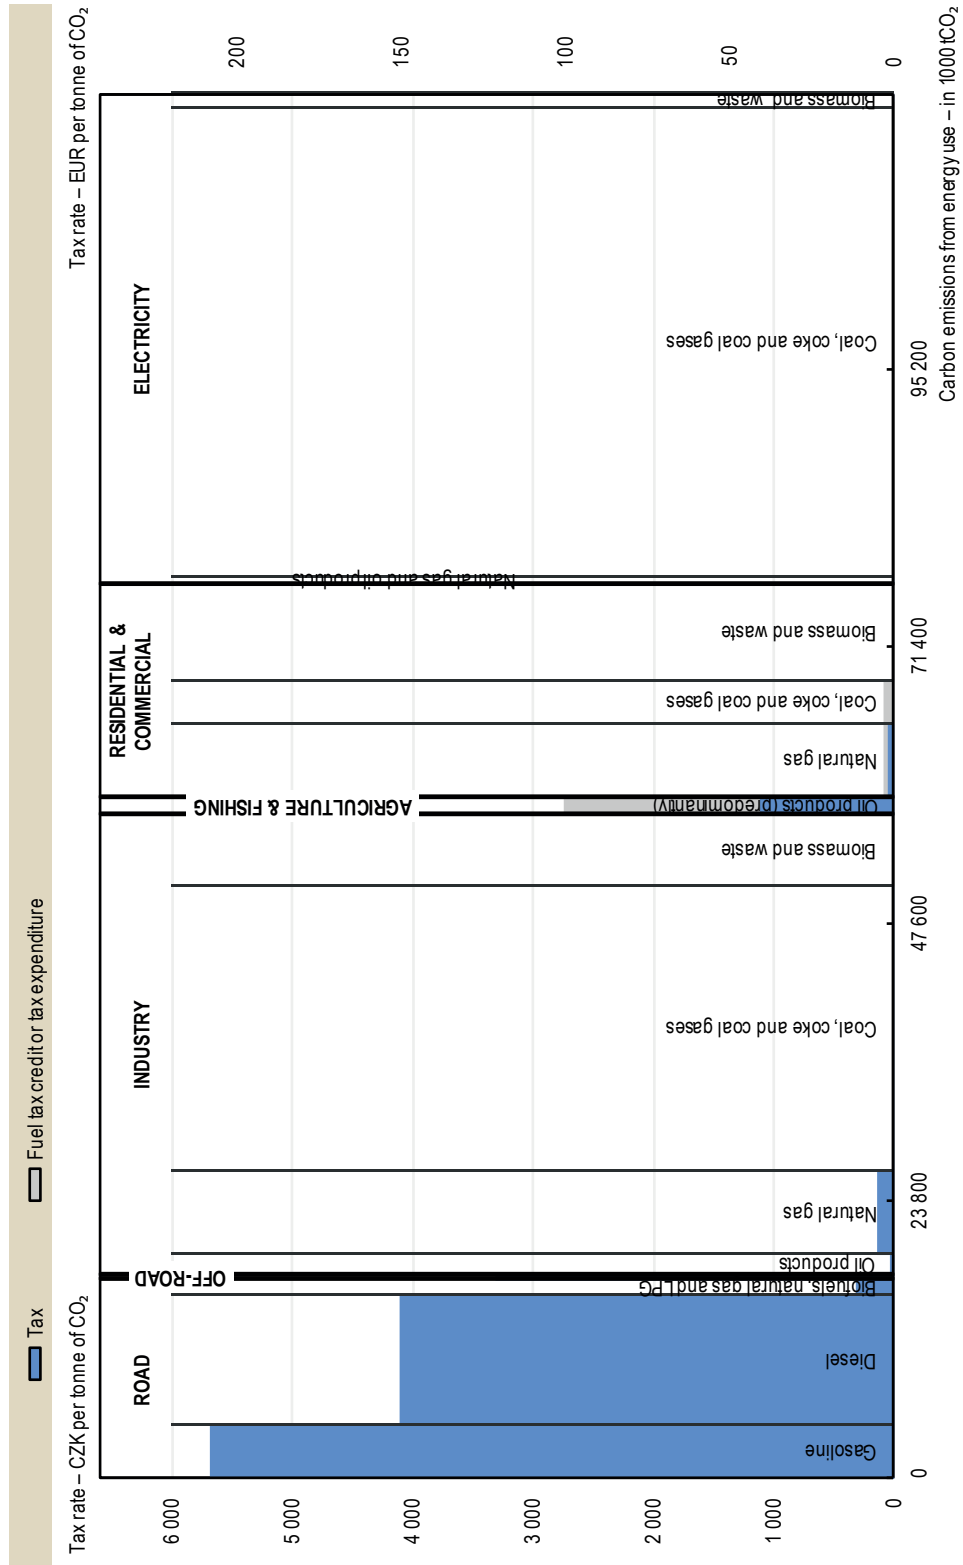 Tax
Fuel tax credit or tax expenditure
Tax rate – CZK per tonne of CO₂
Tax rate – EUR per tonne of CO₂
ROAD
OFF-ROAD
INDUSTRY
AGRICULTURE & FISHING
RESIDENTIAL &
COMMERCIAL
ELECTRICITY
6 000
5 000
4 000
3 000
2 000
1 000
0
200
150
100
50
0
Gasoline
Diesel
Biofuels, natural gas and LPG
Oil products
Natural gas
Coal, coke and coal gases
Biomass and waste
Oil products (predominantly)
Natural gas
Coal, coke and coal gases
Biomass and waste
Natural gas and oil products
Coal, coke and coal gases
Biomass and waste
0
23 800
47 600
71 400
95 200
Carbon emissions from energy use – in 1000 tCO₂